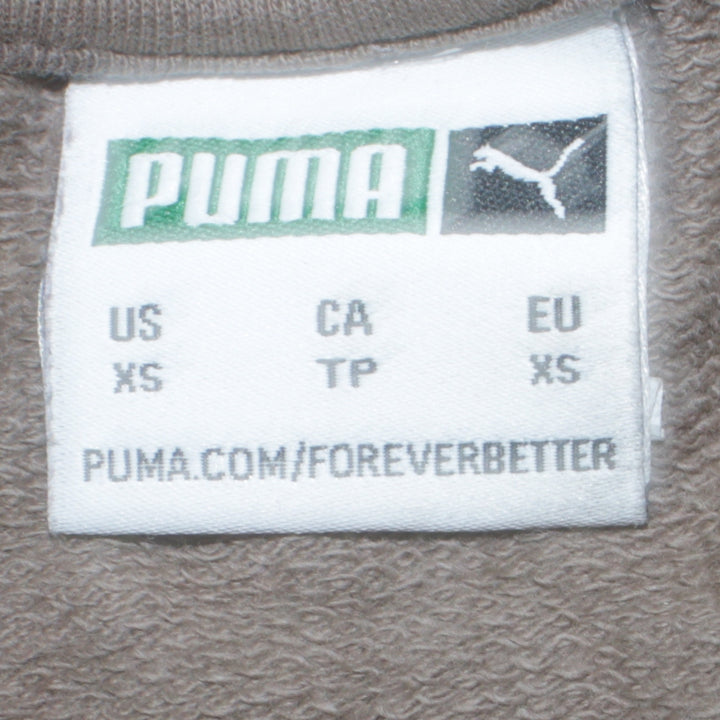 PUMA
US CA EU
XS TP XS
PUMA.COM/FOREVERBETTER